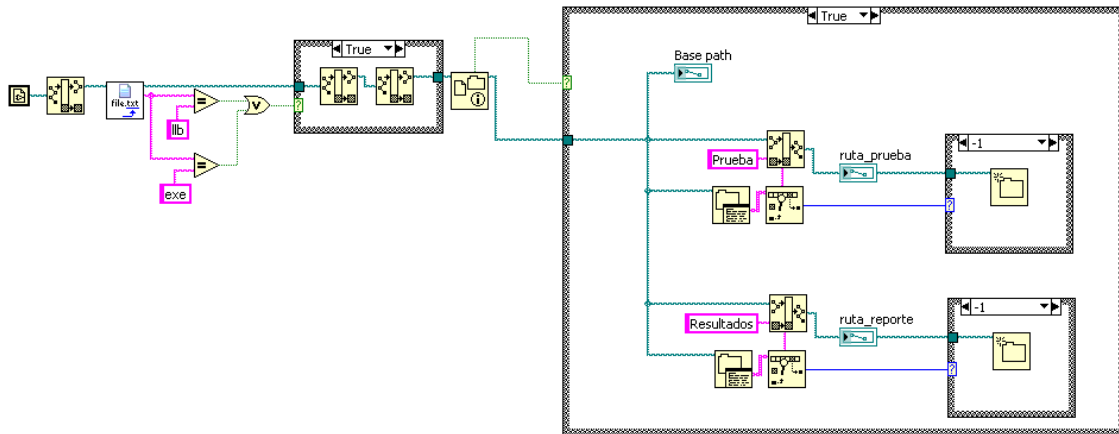 True
True
Base path
file.txt
llb
exe
Prueba
ruta_prueba
-1
Resultados
ruta_reporte
-1